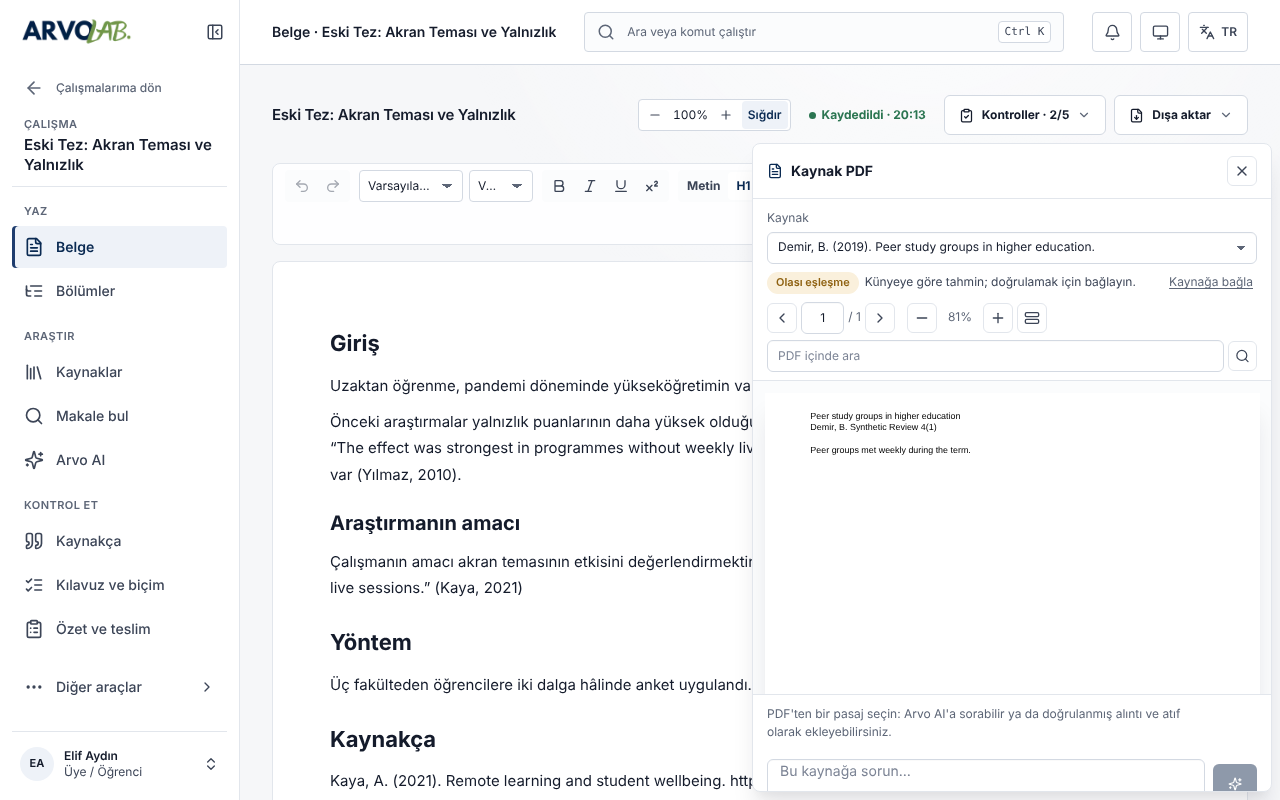 ARVOLAB.
Çalışmalarıma dön
ÇALIŞMA
Eski Tez: Akran Teması ve
Yalnızlık
YAZ
Belge
Bölümler
ARAŞTIR
Kaynaklar
Makale bul
Arvo AI
KONTROL ET
Kaynakça
Kılavuz ve biçim
Özet ve teslim
Diğer araçlar
EA
Elif Aydın
Üye / Öğrenci
Belge · Eski Tez: Akran Teması ve Yalnızlık
Ara veya komut çalıştır
Ctrl K
TR
Eski Tez: Akran Teması ve Yalnızlık
100%
Sığdır
Kaydedildi · 20:13
Kontroller · 2/5
Dışa aktar
Varsayıla...
V...
B I U x²
Metin
H1
Giriş
Uzaktan öğrenme, pandemi döneminde yükseköğretimin va
Önceki araştırmalar yalnızlık puanlarının daha yüksek olduğu
“The effect was strongest in programmes without weekly liv
var (Yılmaz, 2010).
Araştırmanın amacı
Çalışmanın amacı akran temasının etkisini değerlendirmektir
live sessions.” (Kaya, 2021)
Yöntem
Üç fakülteden öğrencilere iki dalga hâlinde anket uygulandı.
Kaynakça
Kaya, A. (2021). Remote learning and student wellbeing. http
Kaynak PDF
Kaynak
Demir, B. (2019). Peer study groups in higher education.
Olası eşleşme
Künyeye göre tahmin; doğrulamak için bağlayın.
Kaynağa bağla
1
/ 1
81%
PDF içinde ara
Peer study groups in higher education
Demir, B. Synthetic Review 4(1)
Peer groups met weekly during the term.
PDF'ten bir pasaj seçin: Arvo AI'a sorabilir ya da doğrulanmış alıntı ve atıf
olarak ekleyebilirsiniz.
Bu kaynağa sorun...